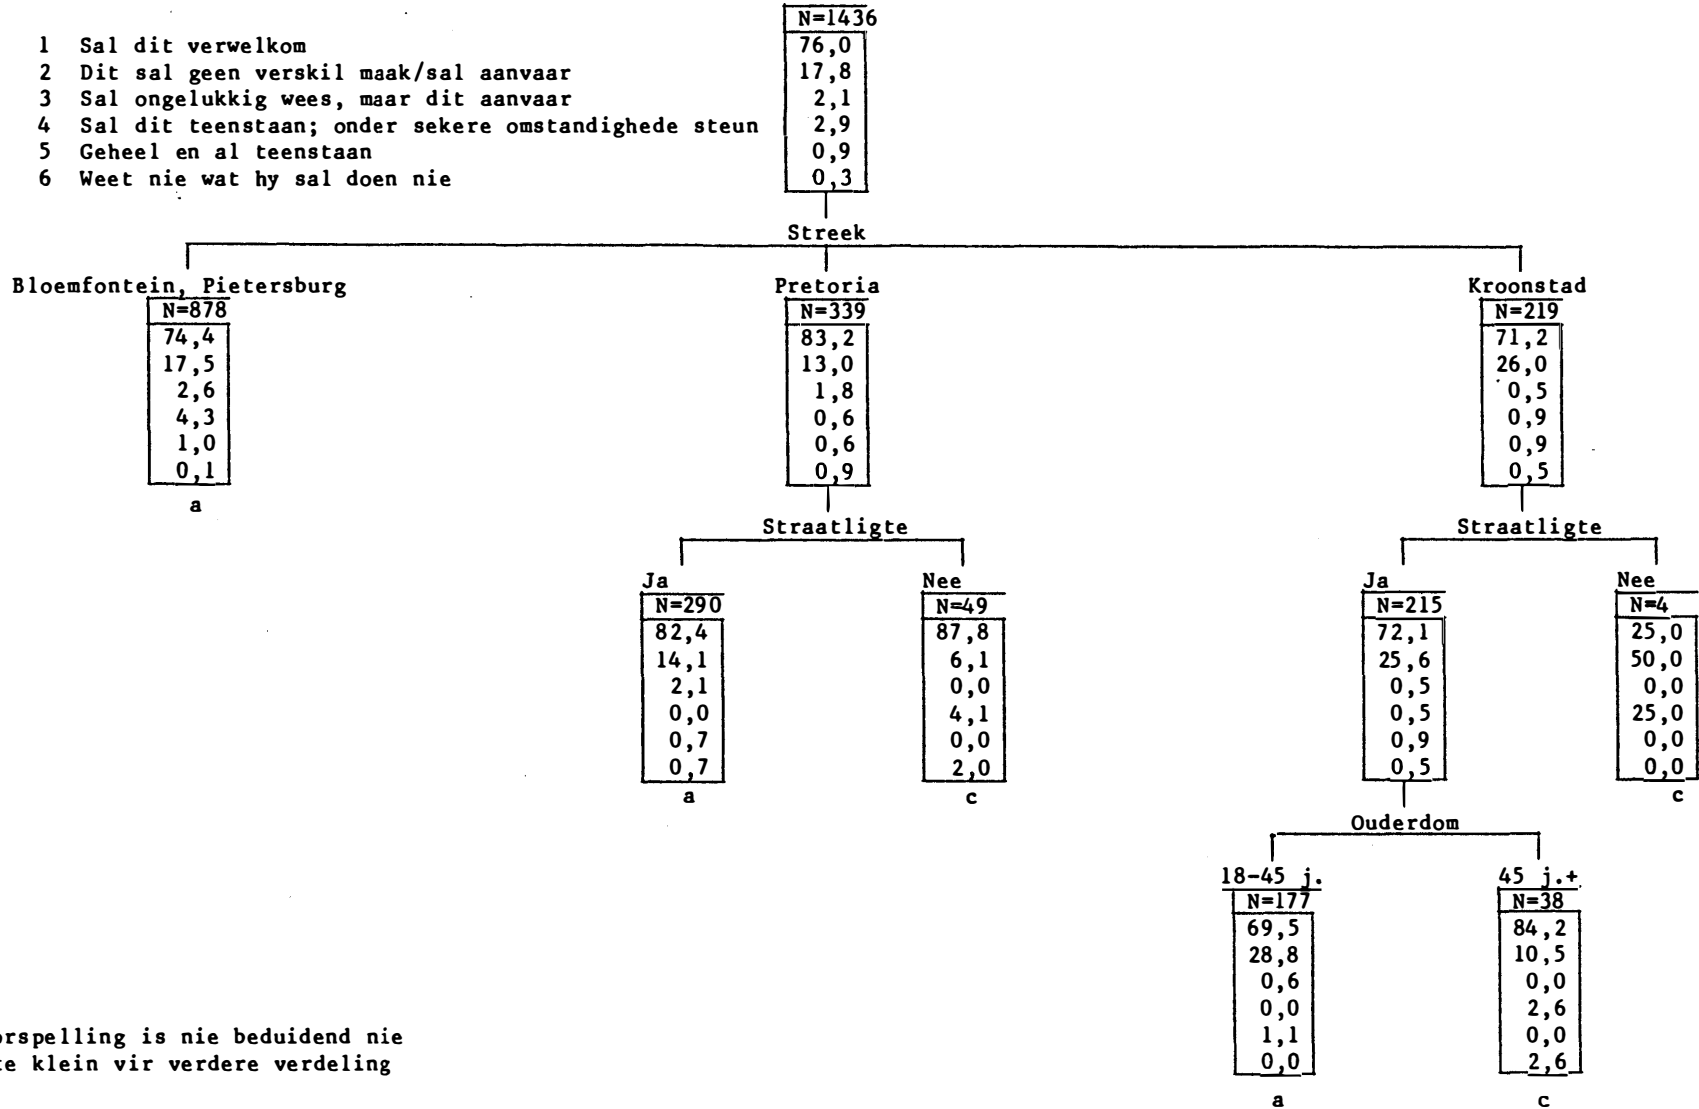 N=1436
1 Sal dit verwelkom 76,0
2 Dit sal geen verskil maak/sal aanvaar 17,8
3 Sal ongelukkig wees, maar dit aanvaar 2,1
4 Sal dit teenstaan; onder sekere omstandighede steun 2,9
5 Geheel en al teenstaan 0,9
6 Weet nie wat hy sal doen nie 0,3
Streek
Bloemfontein, Pietersburg
N=878
74,4
17,5
2,6
4,3
1,0
0,1
a
Pretoria
N=339
83,2
13,0
1,8
0,6
0,6
0,9
Kroonstad
N=219
71,2
26,0
0,5
0,9
0,9
0,5
Straatligte
Ja
N=290
82,4
14,1
2,1
0,0
0,7
0,7
a
Nee
N=49
87,8
6,1
0,0
4,1
0,0
2,0
c
Straatligte
Ja
N=215
72,1
25,6
0,5
0,5
0,9
0,5
Nee
N=4
25,0
50,0
0,0
25,0
0,0
0,0
c
Ouderdom
18-45 j.
N=177
69,5
28,8
0,6
0,0
1,1
0,0
a
45 j.+
N=38
84,2
10,5
0,0
2,6
0,0
2,6
c
orspelling is nie beduidend nie
te klein vir verdere verdeling